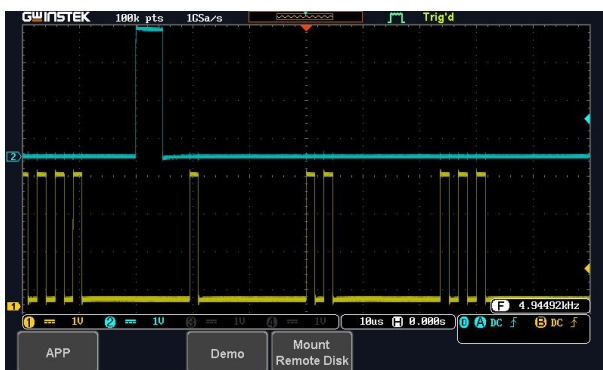 GWINSTEK 100k pts 1GSa/s Trig'd
2
1
F 4.94492kHz
1 1V 2 1V 3 1V 4 1V 10us H 0.000s D A DC B DC
APP Demo Mount
Remote Disk